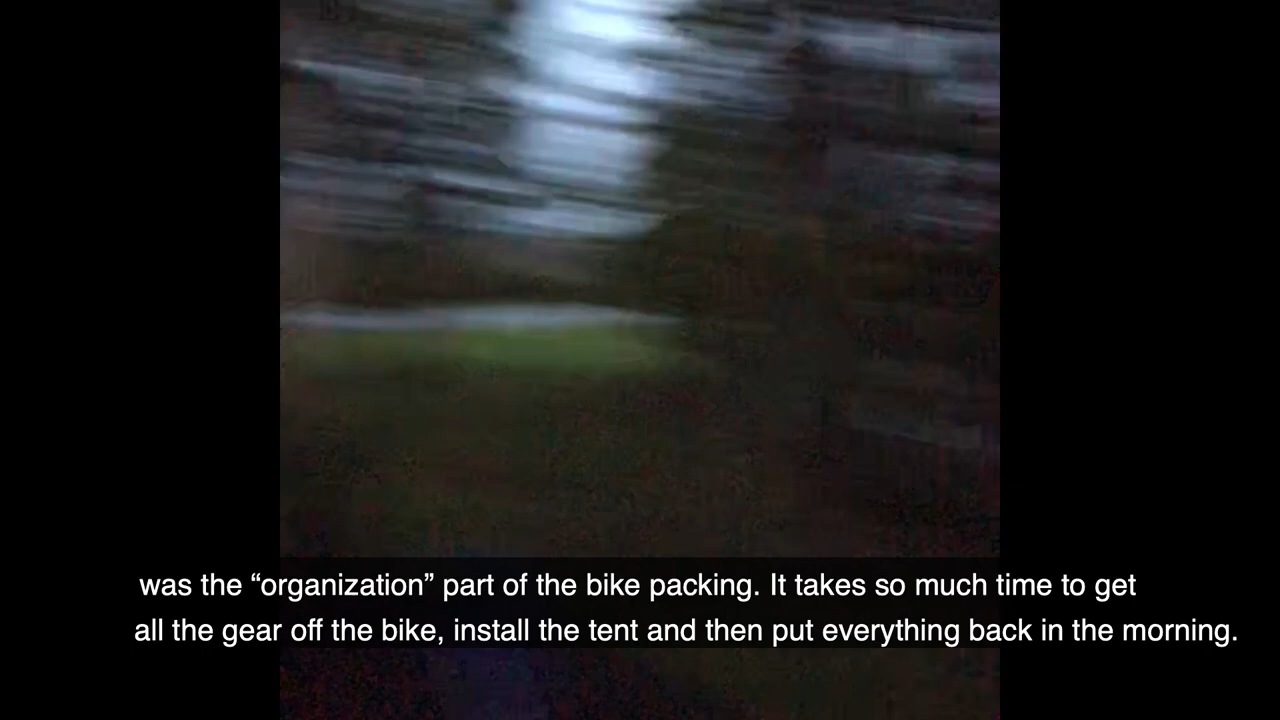 was the “organization” part of the bike packing. It takes so much time to get
all the gear off the bike, install the tent and then put everything back in the morning.